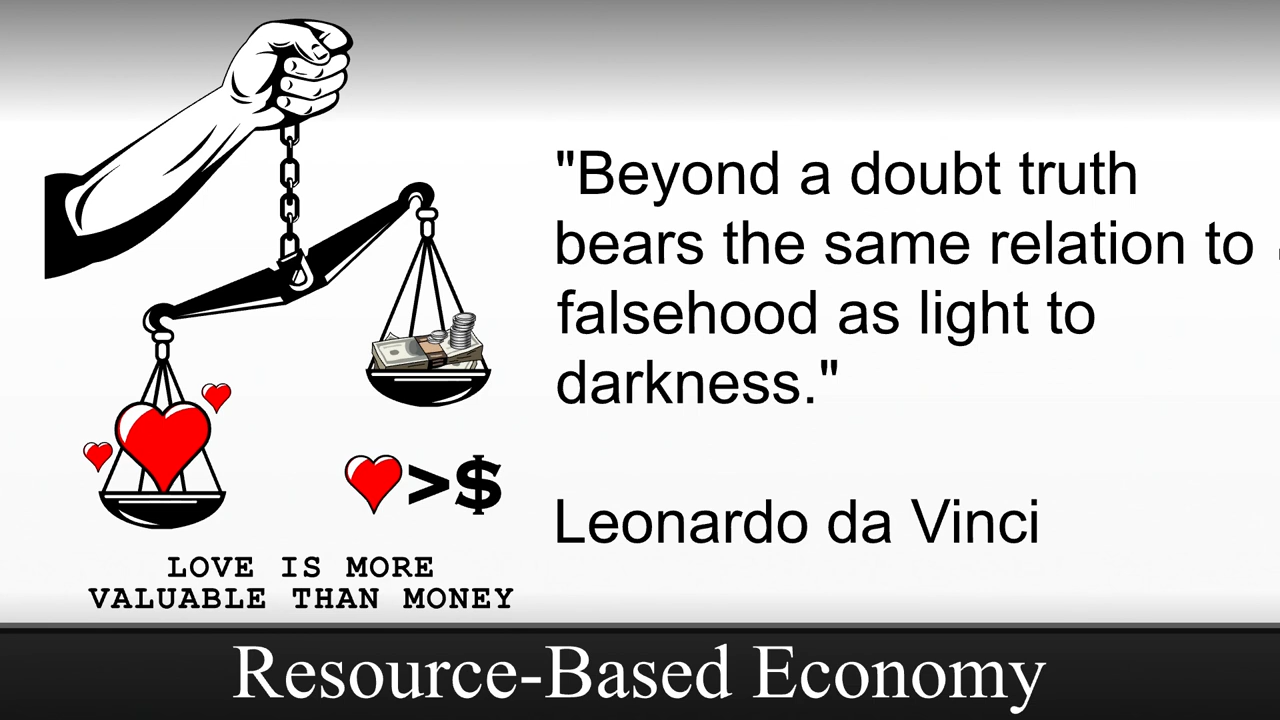 "Beyond a doubt truth
bears the same relation to
falsehood as light to
darkness."
Leonardo da Vinci
♥>$
LOVE IS MORE
VALUABLE THAN MONEY
Resource-Based Economy